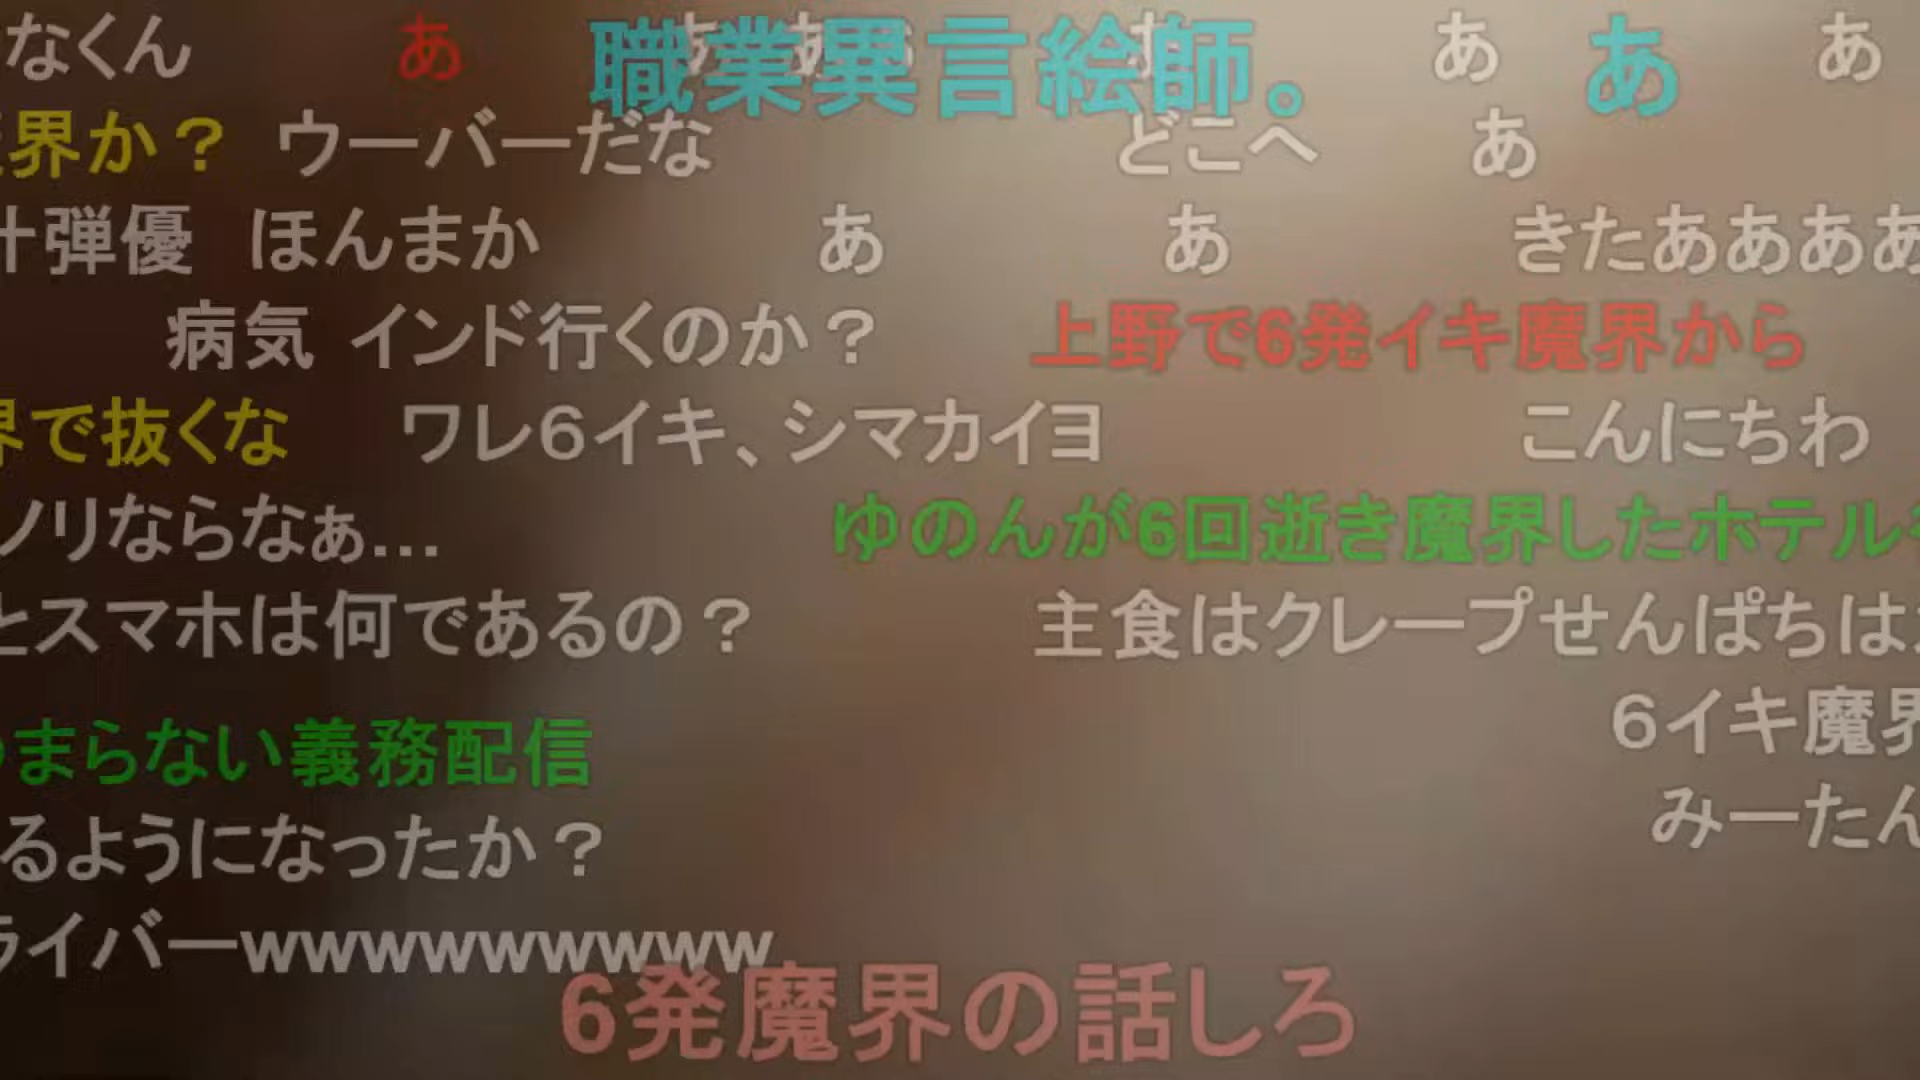 なくん あ あ あ 6 あ あ あ
職業異言絵師。 あ
界か？ ウーバーだな どこへ あ
汁弾優 ほんまか あ あ きたああああ
病気 インド行くのか？ 上野で6発イキ魔界から
界で抜くな ワレ６イキ、シマカイヨ こんにちわ
ノリならなぁ… ゆのんが6回逝き魔界したホテル
とスマホは何であるの？ 主食はクレープせんぱちは
６イキ魔界
つまらない義務配信
みーたん
るようになったか？
ライバーwwwwwwwwww
6発魔界の話しろ